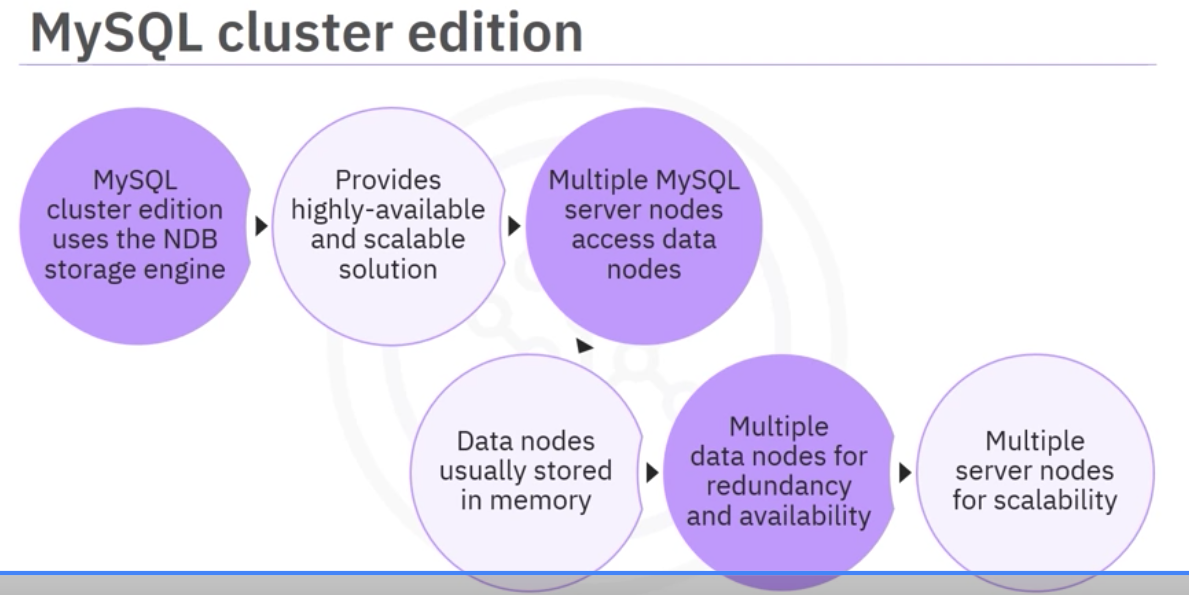 MySQL cluster edition
MySQL
cluster edition
uses the NDB
storage engine
Provides
highly-available
and scalable
solution
Multiple MySQL
server nodes
access data
nodes
Data nodes
usually stored
in memory
Multiple
data nodes for
redundancy
and availability
Multiple
server nodes
for scalability